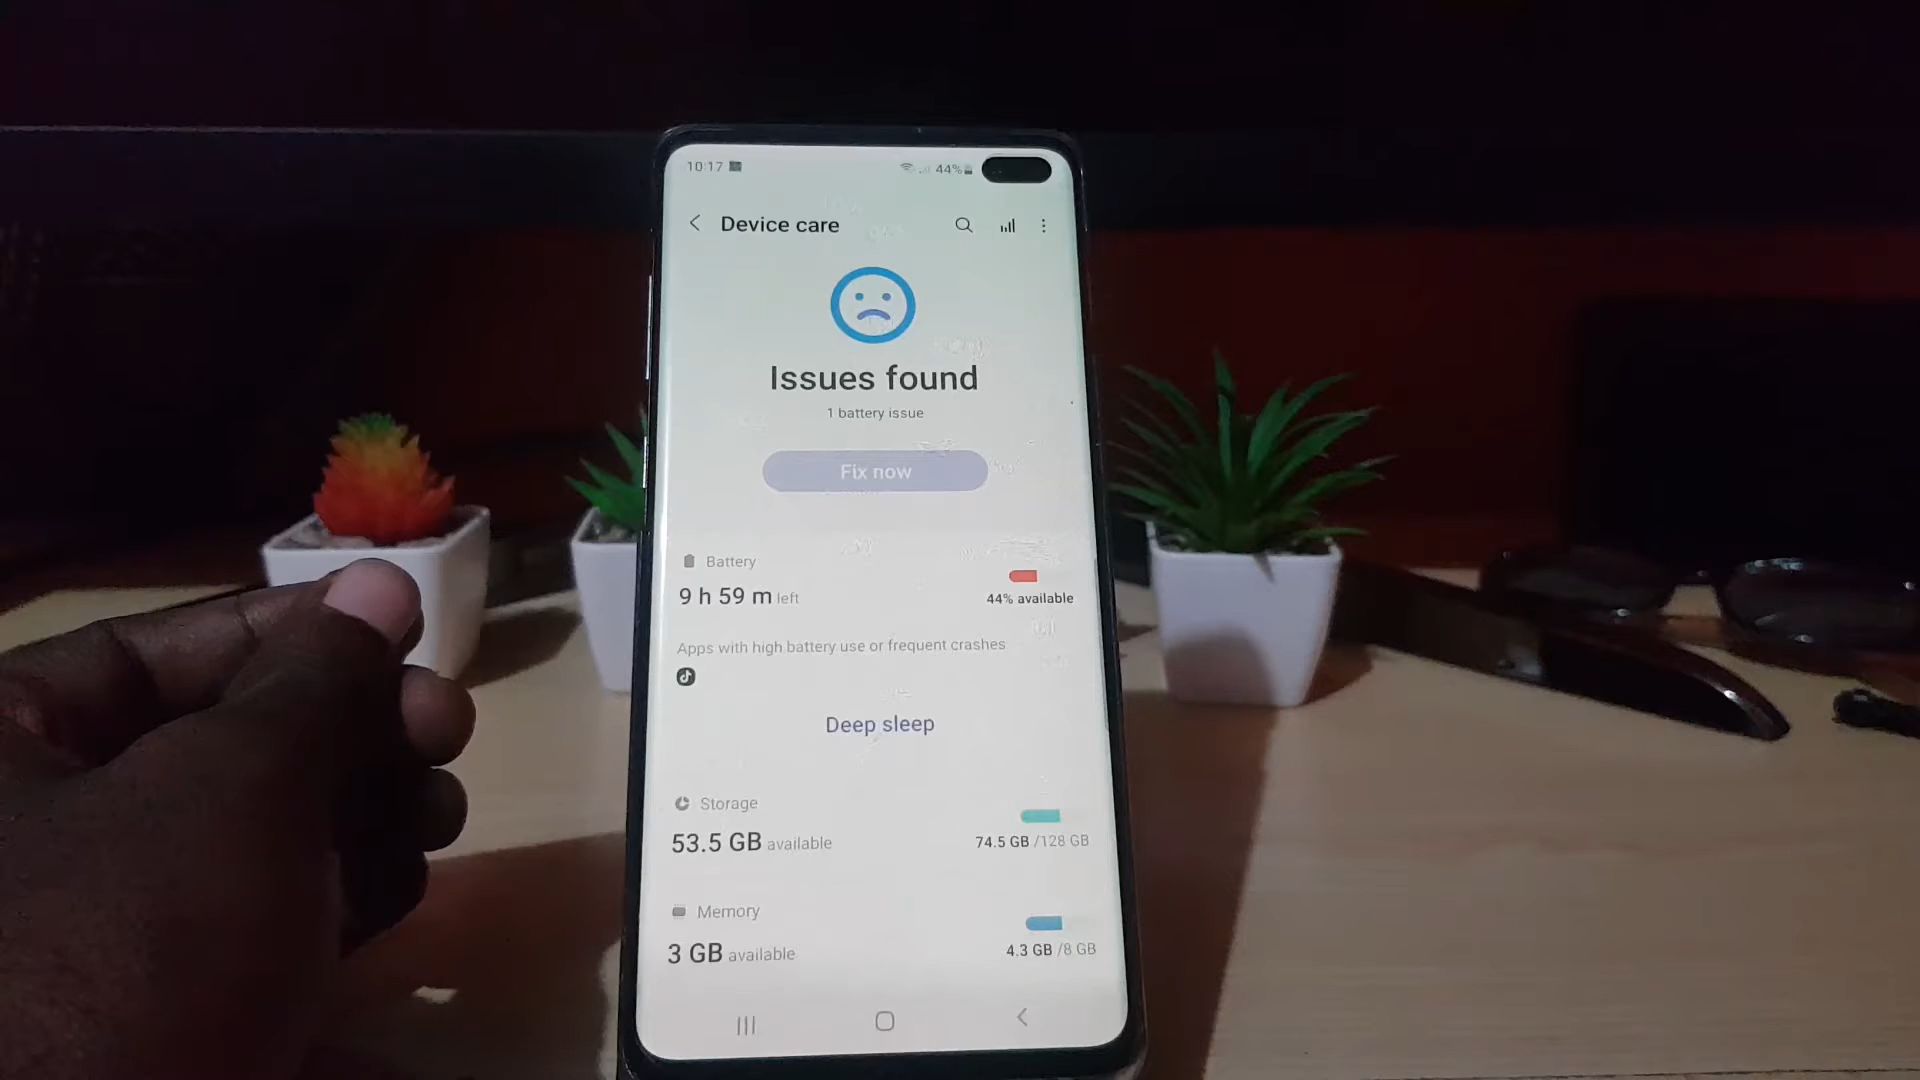 10:17
44%
Device care
Issues found
1 battery issue
Fix now
Battery
9 h 59 m left
44% available
Apps with high battery use or frequent crashes
Deep sleep
Storage
53.5 GB available
74.5 GB /128 GB
Memory
3 GB available
4.3 GB /8 GB